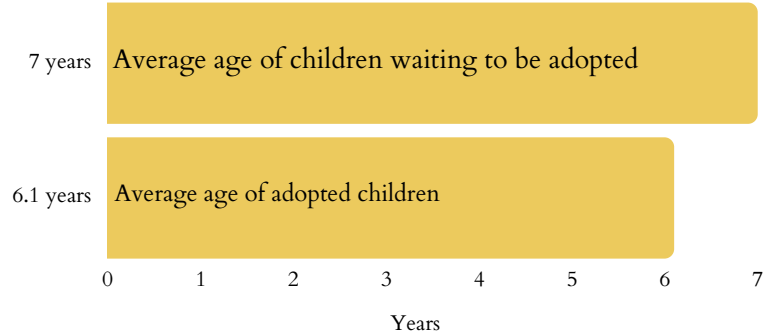 7 years
Average age of children waiting to be adopted
6.1 years
Average age of adopted children
0 1 2 3 4 5 6 7
Years